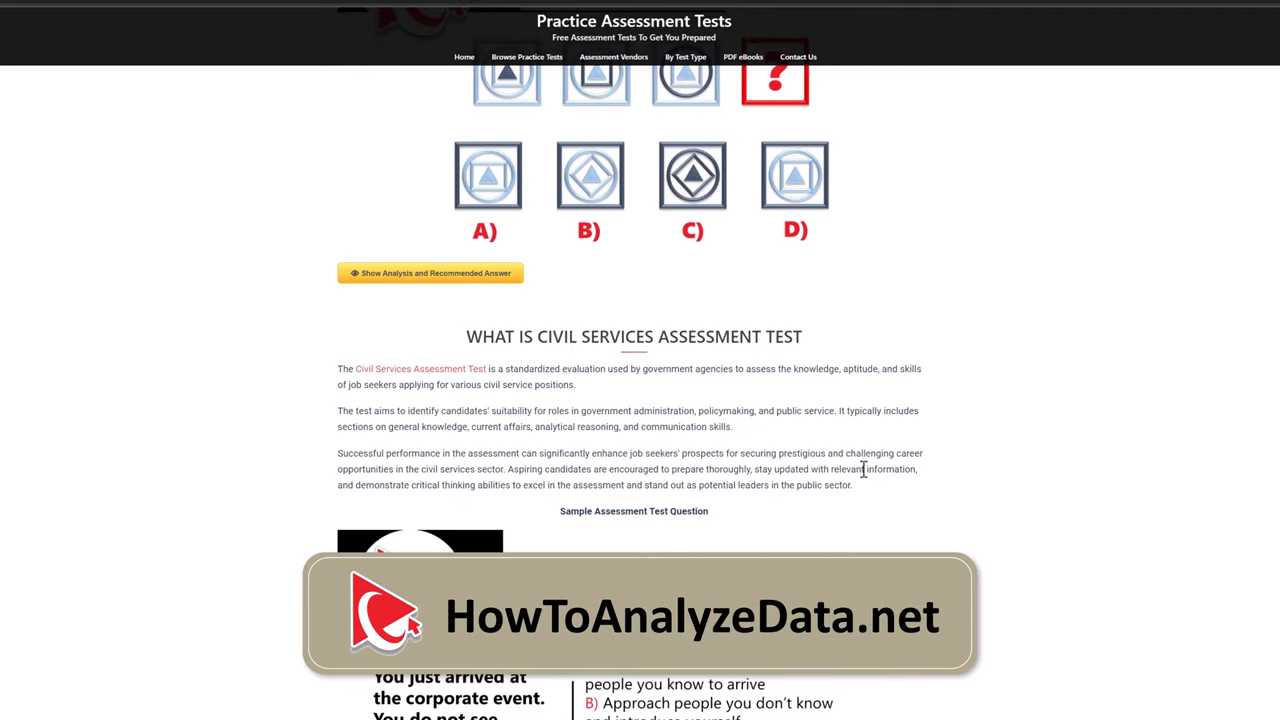 Practice Assessment Tests
Free Assessment Tests To Get You Prepared
Home Browse Practice Tests Assessment Vendors By Test Type PDF eBooks Contact Us
?
A) B) C) D)
Show Analysis and Recommended Answer
WHAT IS CIVIL SERVICES ASSESSMENT TEST
The Civil Services Assessment Test is a standardized evaluation used by government agencies to assess the knowledge, aptitude, and skills
of job seekers applying for various civil service positions.
The test aims to identify candidates' suitability for roles in government administration, policymaking, and public service. It typically includes
sections on general knowledge, current affairs, analytical reasoning, and communication skills.
Successful performance in the assessment can significantly enhance job seekers' prospects for securing prestigious and challenging career
opportunities in the civil services sector. Aspiring candidates are encouraged to prepare thoroughly, stay updated with relevant information,
and demonstrate critical thinking abilities to excel in the assessment and stand out as potential leaders in the public sector.
Sample Assessment Test Question
HowToAnalyzeData.net
You just arrived at
the corporate event.
You do not see
people you know to arrive
B) Approach people you don't know
and introduce yourself